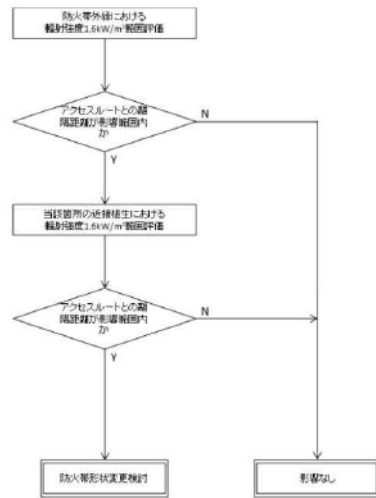 防火帯外縁における
輻射強度1.6kW/m²範囲評価
アクセスルートとの離
隔距離が影響範囲内
か
N
Y
当該箇所の近接植生における
輻射強度1.6kW/m²範囲評価
アクセスルートとの離
隔距離が影響範囲内
か
N
Y
防火帯形状変更検討
影響なし